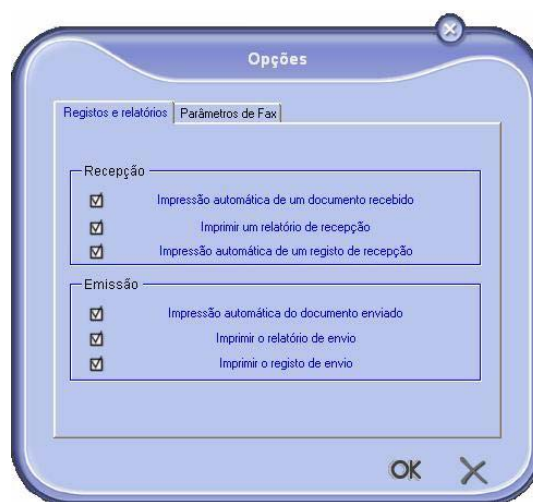 Opções
Registos e relatórios
Parâmetros de Fax
Recepção
Impressão automática de um documento recebido
Imprimir um relatório de recepção
Impressão automática de um registo de recepção
Emissão
Impressão automática do documento enviado
Imprimir o relatório de envio
Imprimir o registo de envio
OK